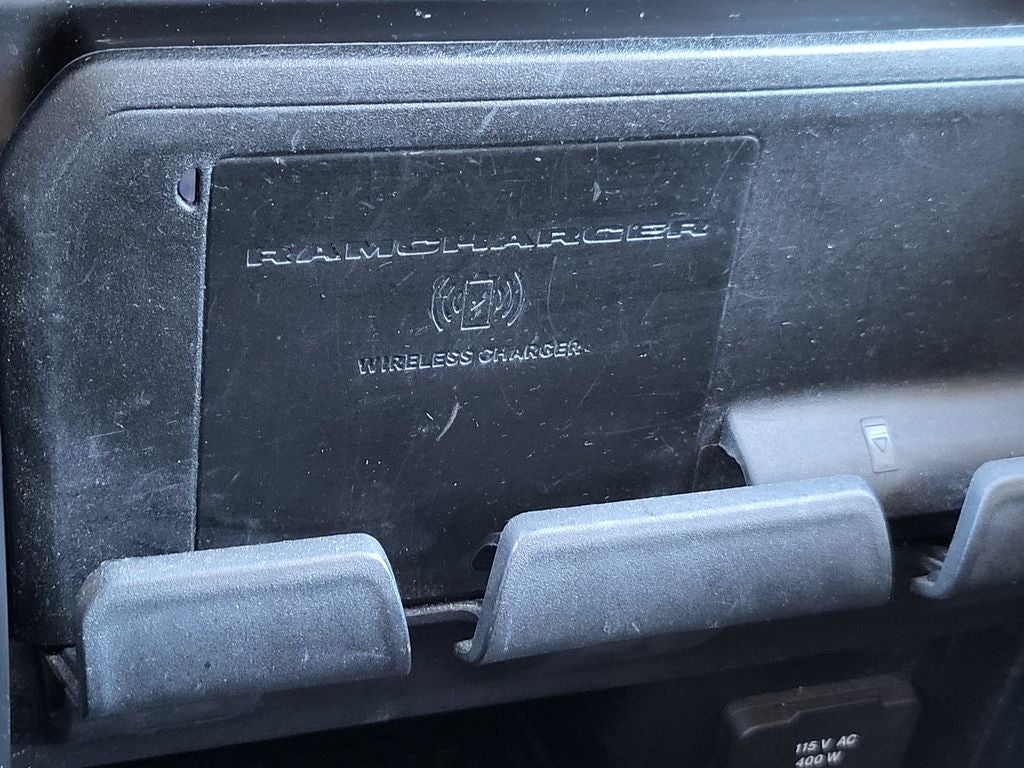 RAMCHARGER
WIRELESS CHARGER
115 V AC
400 W